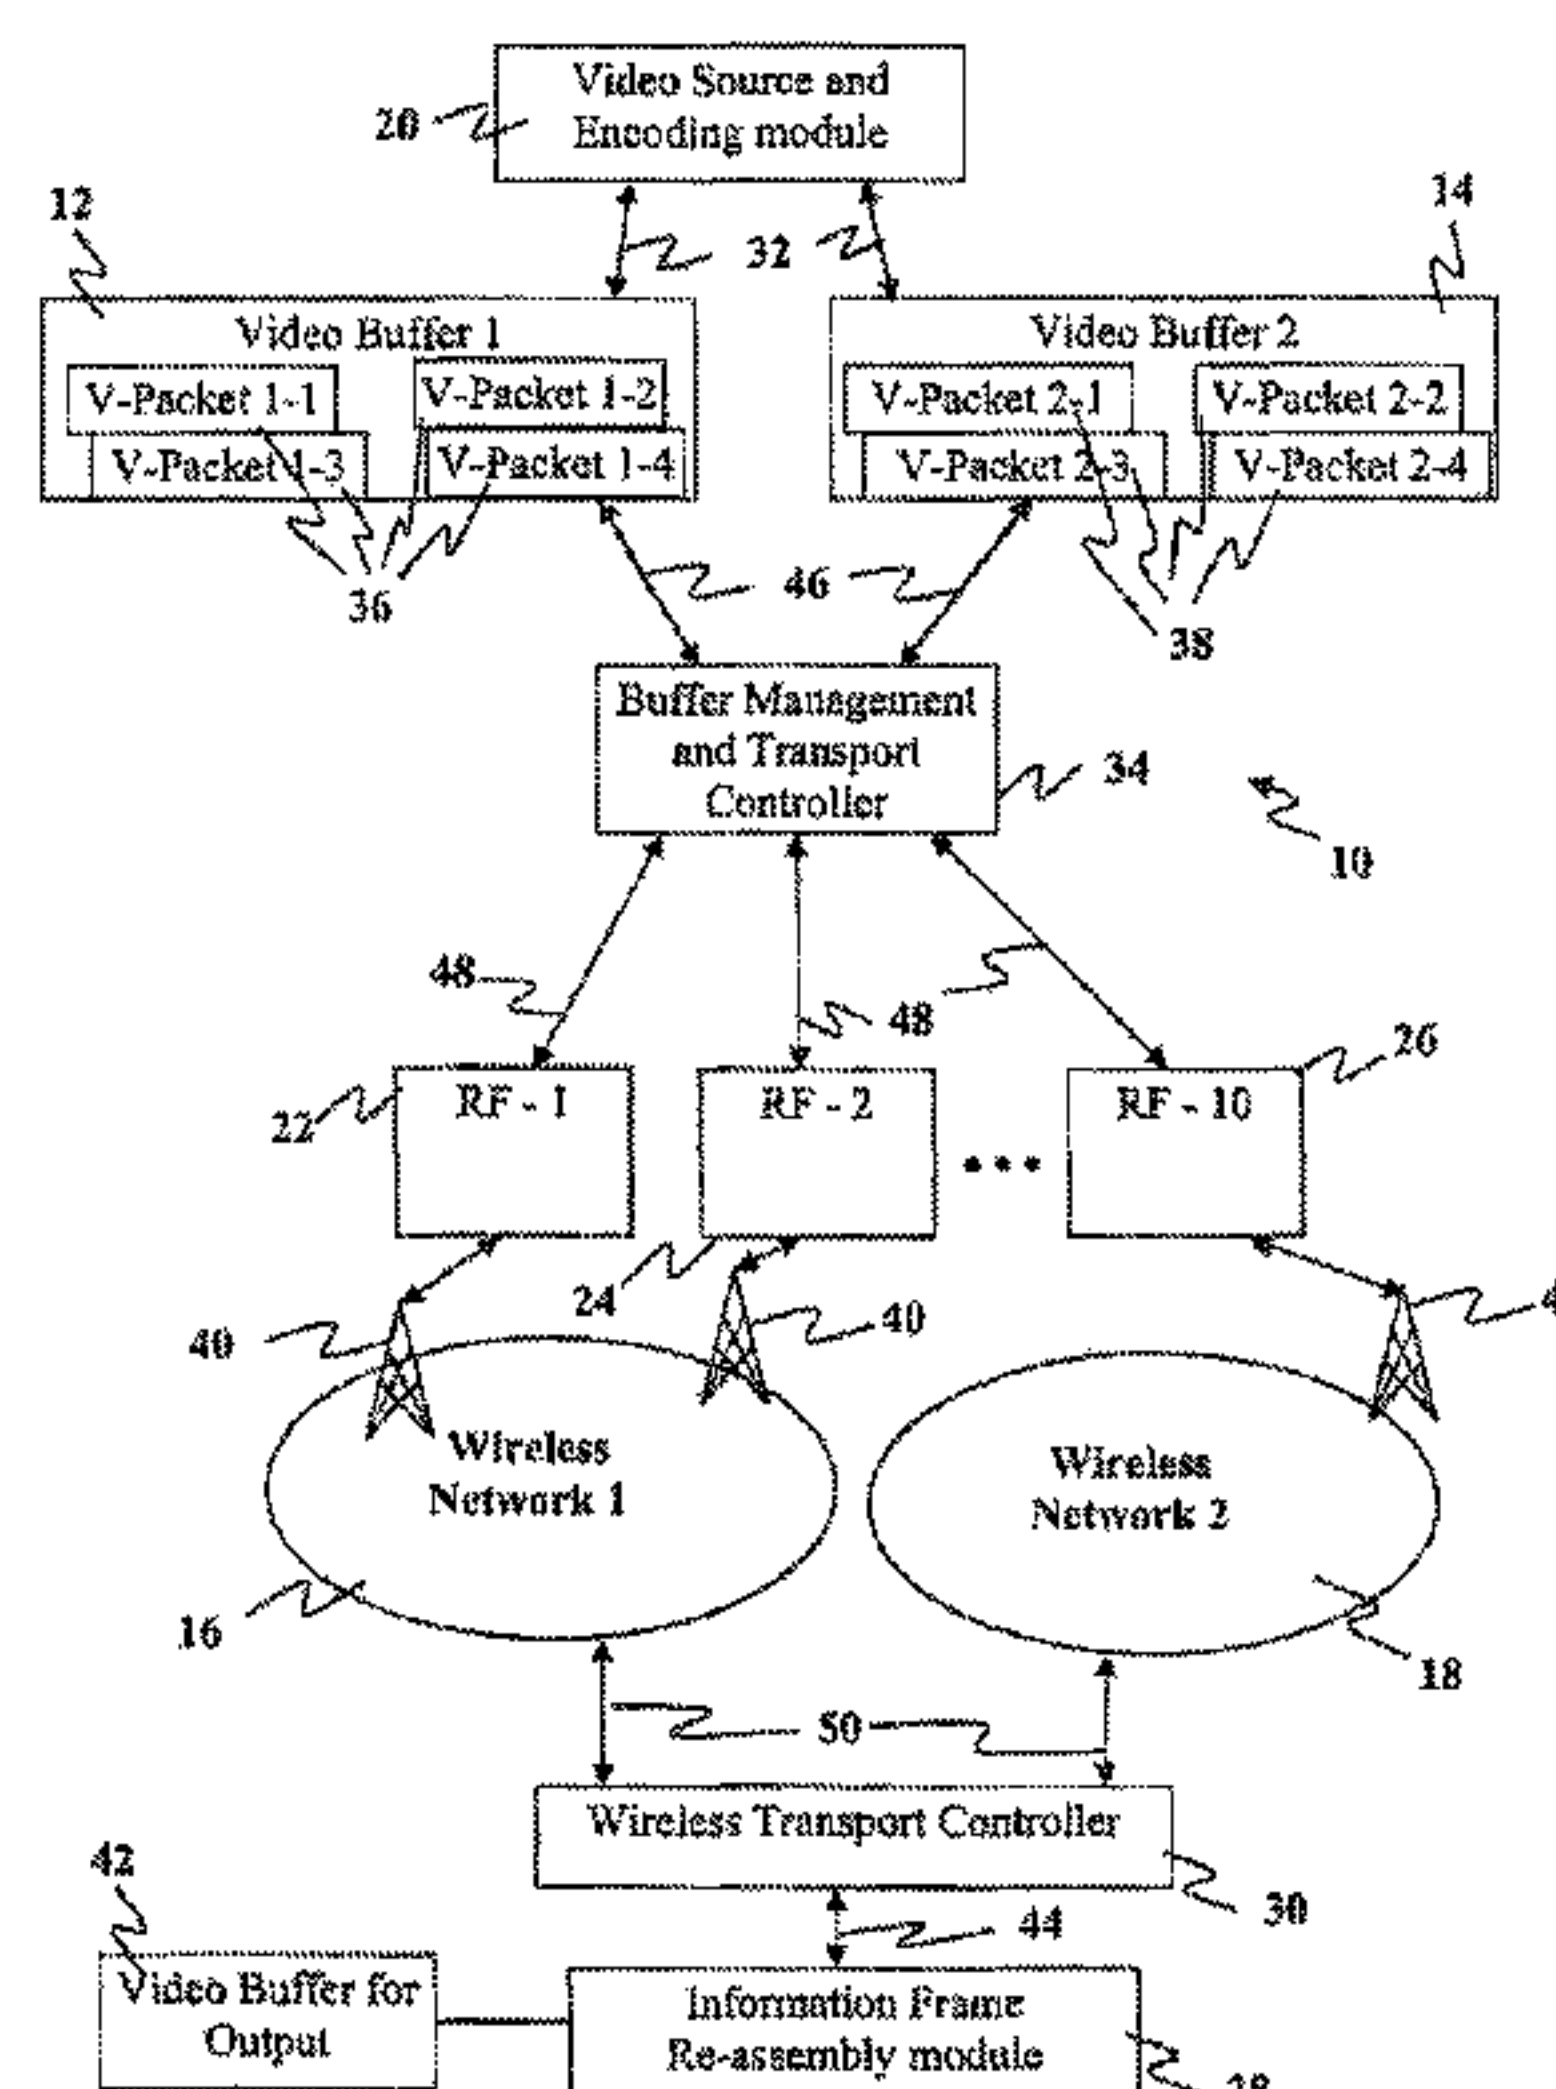 Video Source and
Encoding module
20
12
14
32
Video Buffer 1
V-Packet 1-1
V-Packet 1-2
V-Packet 1-3
V-Packet 1-4
Video Buffer 2
V-Packet 2-1
V-Packet 2-2
V-Packet 2-3
V-Packet 2-4
36
46
38
Buffer Management
and Transport
Controller
34
10
48
48
26
RF - 1
RF - 2
RF - 10
22
24
40
40
Wireless
Network 1
Wireless
Network 2
16
18
50
Wireless Transport Controller
30
42
44
Video Buffer for
Output
Information Frame
Re-assembly module